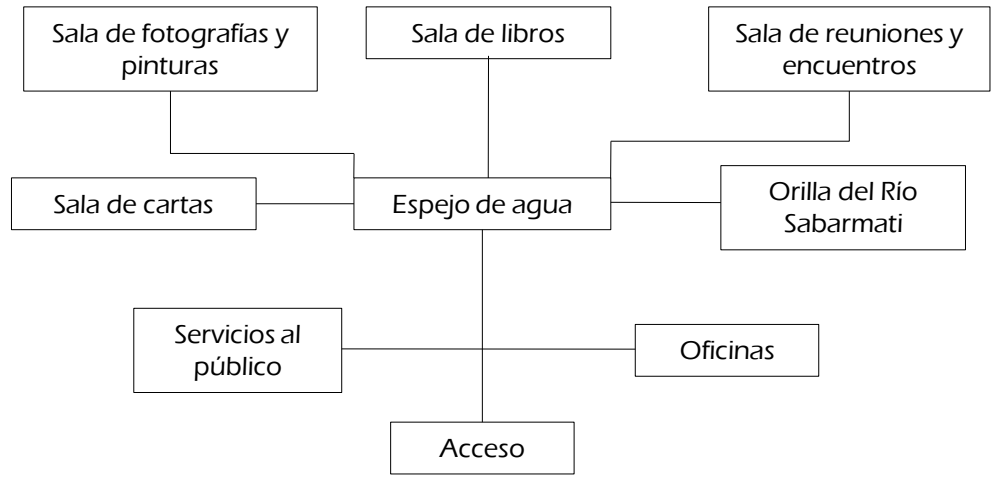 Sala de fotografías y
pinturas
Sala de libros
Sala de reuniones y
encuentros
Sala de cartas
Espejo de agua
Orilla del Río
Sabarmati
Servicios al
público
Oficinas
Acceso